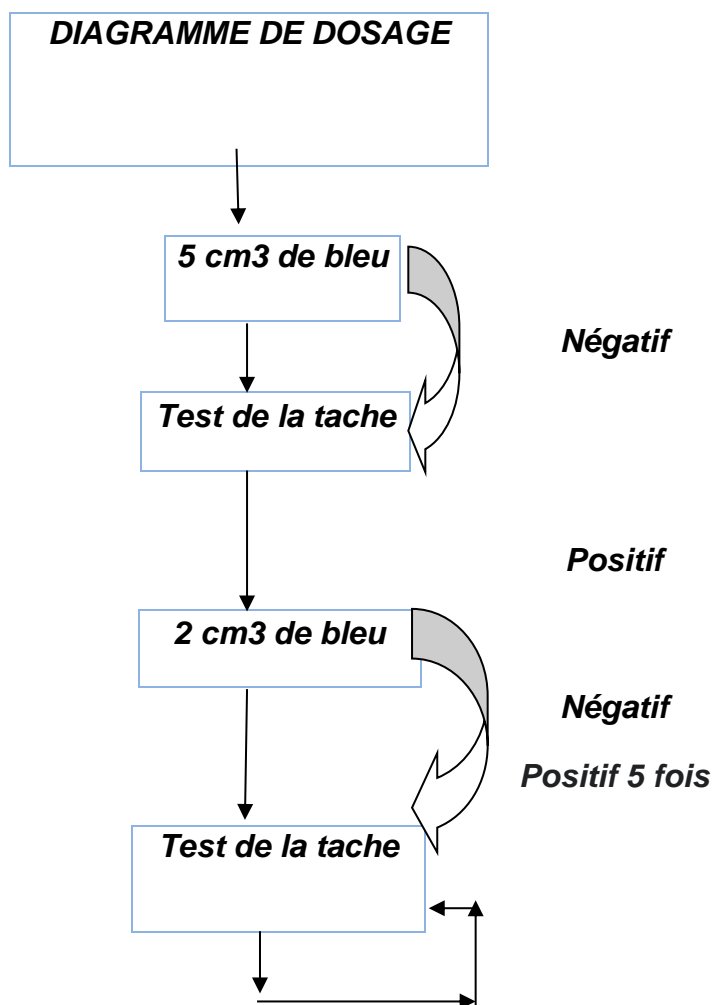 DIAGRAMME DE DOSAGE
5 cm3 de bleu
Négatif
Test de la tache
Positif
2 cm3 de bleu
Négatif
Positif 5 fois
Test de la tache